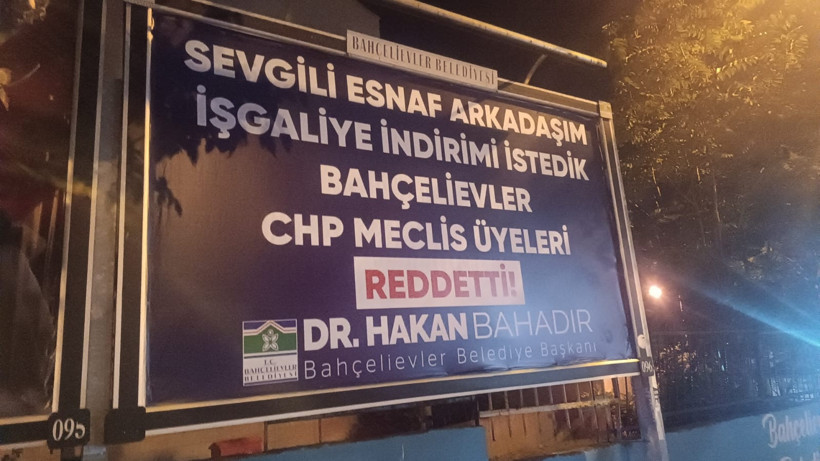 BAHÇELİEVLER BELEDİYESİ
SEVGİLİ ESNAF ARKADAŞIM
İŞGALİYE İNDİRİMİ İSTEDİK
BAHÇELİEVLER
CHP MECLİS ÜYELERİ
REDDETTİ!
DR. HAKAN BAHADIR
Bahçelievler Belediye Başkanı
T.C.
BAHÇELİEVLER
BELEDİYESİ
095
096